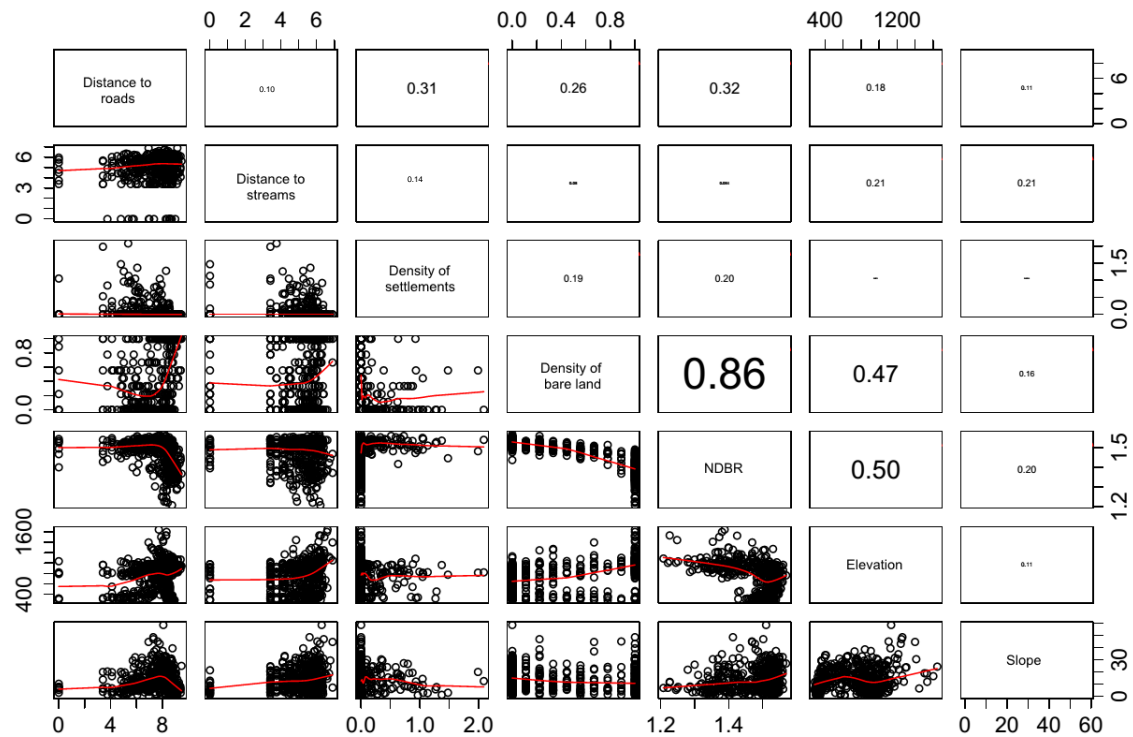 0 2 4 6
0.0 0.4 0.8
400 1200
Distance to
roads
0.10
0.31
0.26
0.32
0.18
0.11
0 6
0 3 6
Distance to
streams
0.14
0.21
0.21
Density of
settlements
0.19
0.20
0.0 1.5
0.0 0.8
Density of
bare land
0.86
0.47
0.16
NDBR
0.50
0.20
1.2 1.5
400 1600
Elevation
0.11
Slope
0 30
0 4 8
0.0 1.0 2.0
1.2 1.4
0 20 40 60